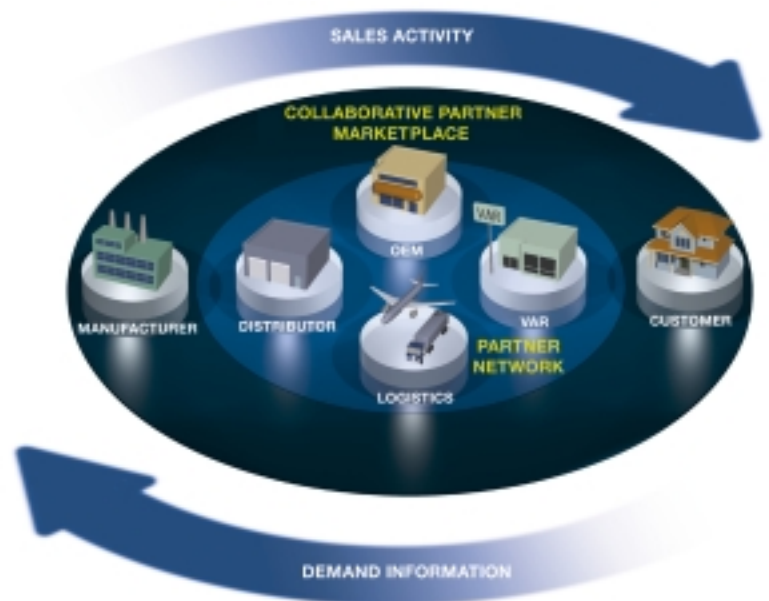 SALES ACTIVITY
COLLABORATIVE PARTNER
MARKETPLACE
VAR
OEM
MANUFACTURER
DISTRIBUTOR
VAR
CUSTOMER
PARTNER
NETWORK
LOGISTICS
DEMAND INFORMATION